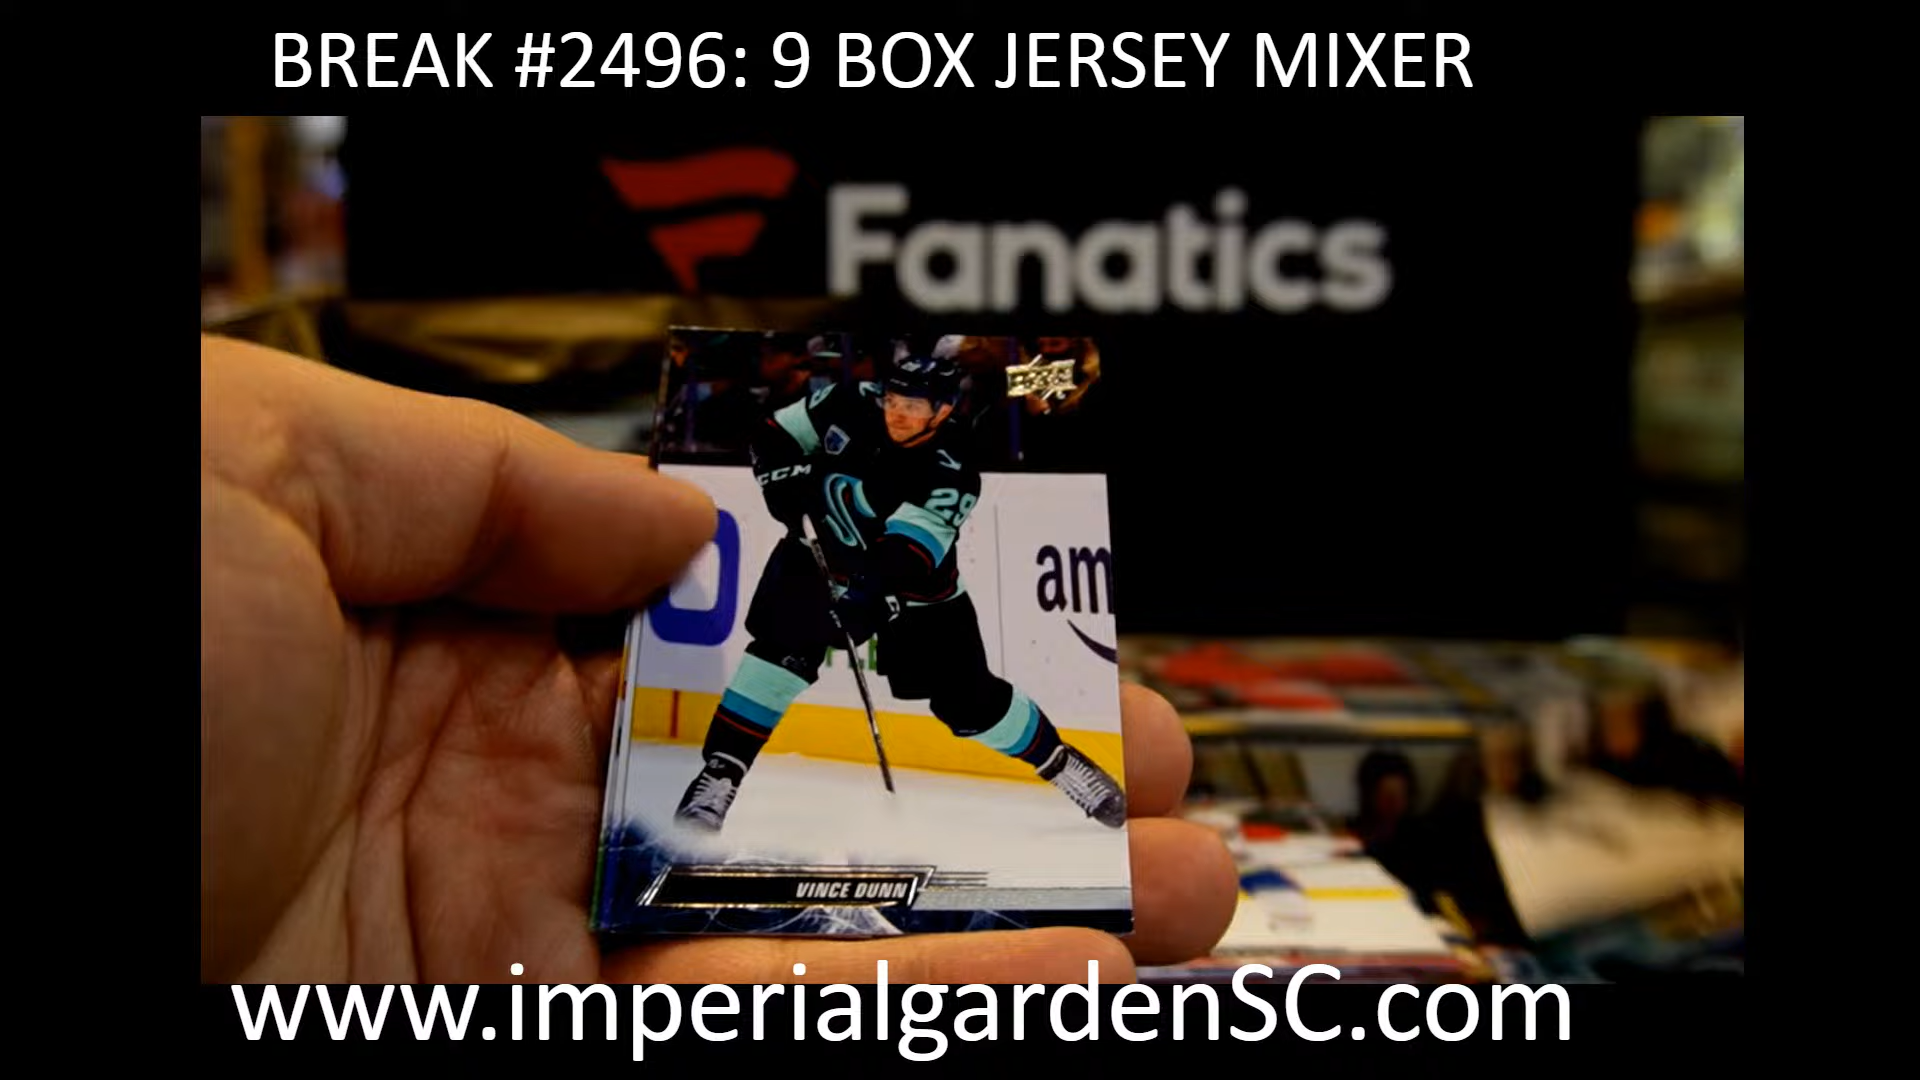 BREAK #2496: 9 BOX JERSEY MIXER
Fanatics
CCM
29
am
VINCE DUNN
www.imperialgardenSC.com